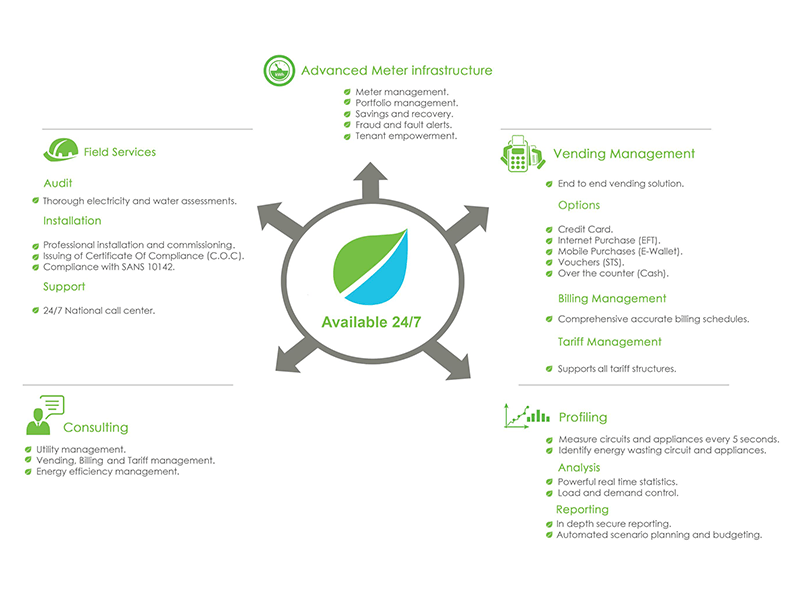 Advanced Meter infrastructure
Meter management.
Portfolio management.
Savings and recovery.
Fraud and fault alerts.
Tenant empowerment.
Field Services
Audit
Thorough electricity and water assessments.
Installation
Professional installation and commissioning.
Issuing of Certificate Of Compliance (C.O.C).
Compliance with SANS 10142.
Support
24/7 National call center.
Vending Management
End to end vending solution.
Options
Credit Card.
Internet Purchase (EFT).
Mobile Purchases (E-Wallet).
Vouchers (STS).
Over the counter (Cash).
Billing Management
Comprehensive accurate billing schedules.
Tariff Management
Supports all tariff structures.
Available 24/7
Consulting
Utility management.
Vending, Billing and Tariff management.
Energy efficiency management.
Profiling
Measure circuits and appliances every 5 seconds.
Identify energy wasting circuit and appliances.
Analysis
Powerful real time statistics.
Load and demand control.
Reporting
In depth secure reporting.
Automated scenario planning and budgeting.